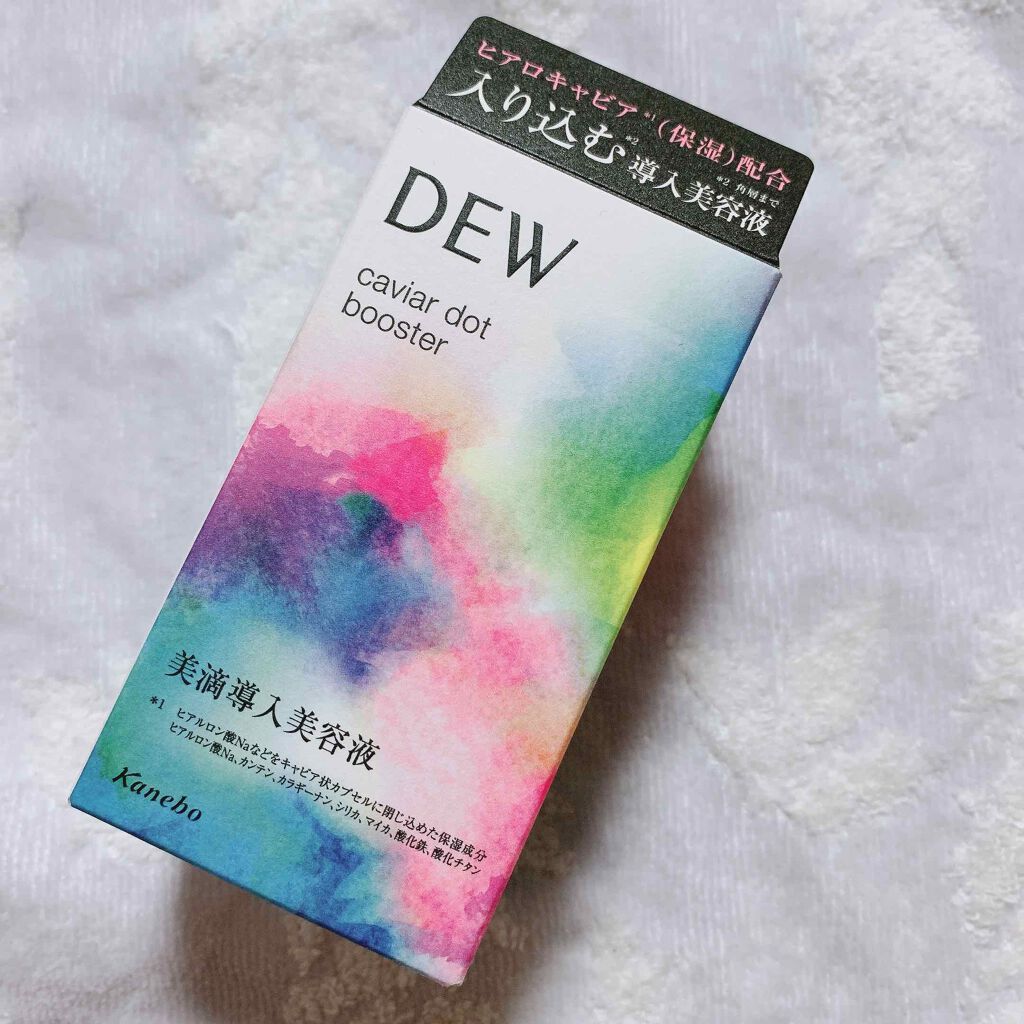 ヒアロキャビア*1(保湿)配合
入り込む*2 導入美容液
*2 角層まで
DEW
caviar dot
booster
美滴導入美容液
*1 ヒアルロン酸Naなどをキャビア状カプセルに閉じ込めた保湿成分
ヒアルロン酸Na、カンテン、カラギーナン、シリカ、マイカ、酸化鉄、酸化チタン
Kanebo